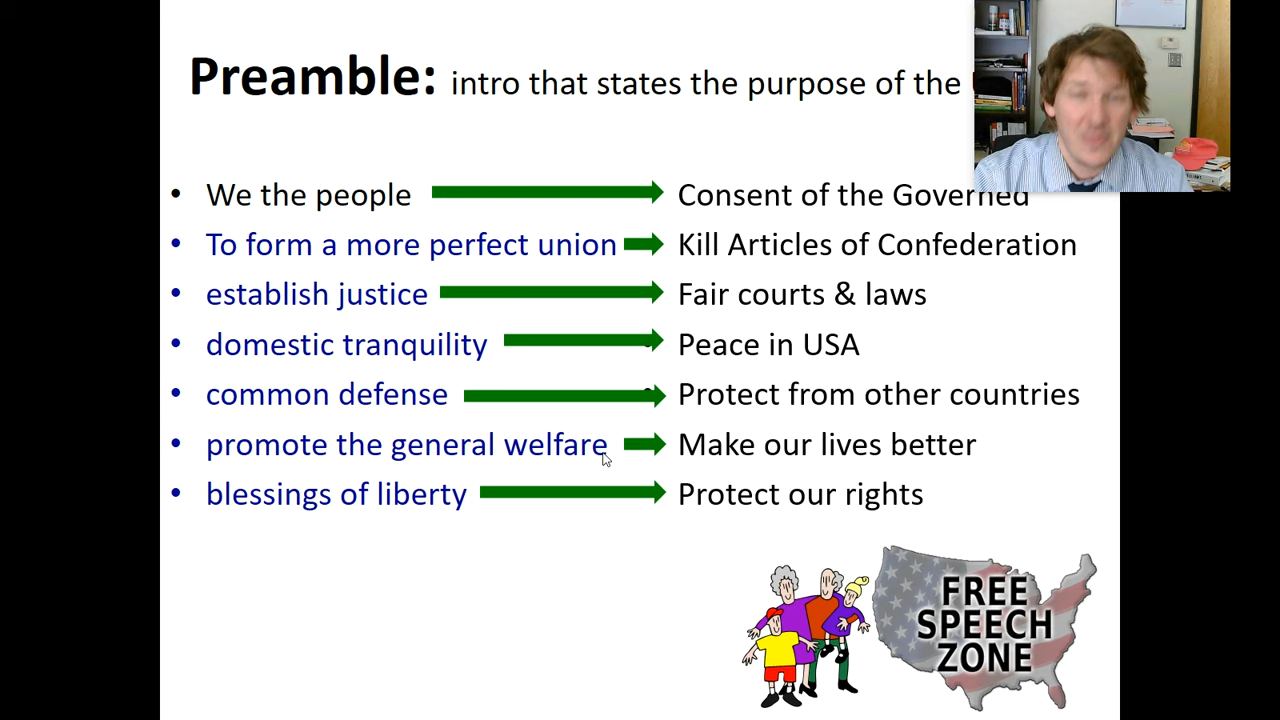 Preamble: intro that states the purpose of the
• We the people Consent of the Governed
• To form a more perfect union Kill Articles of Confederation
• establish justice Fair courts & laws
• domestic tranquility Peace in USA
• common defense Protect from other countries
• promote the general welfare Make our lives better
• blessings of liberty Protect our rights
FREE
SPEECH
ZONE